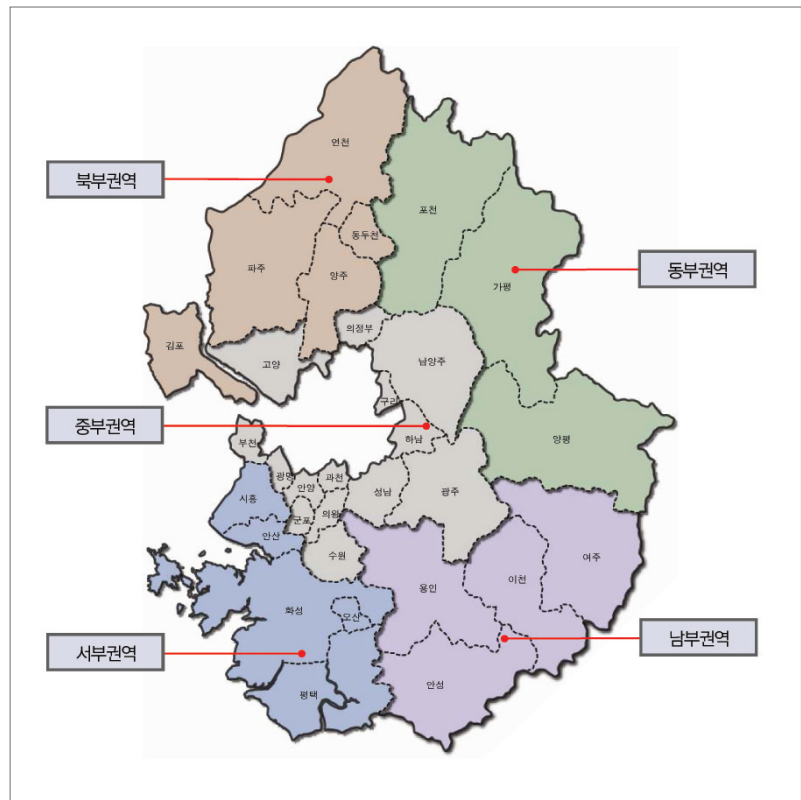 연천
북부권역
포천
동두천
파주
양주
동부권역
가평
의정부
김포
고양
남양주
구리
중부권역
하남
양평
부천
광명
과천
안양
성남
광주
시흥
군포
의왕
안산
수원
여주
용인
이천
화성
오산
서부권역
남부권역
안성
평택